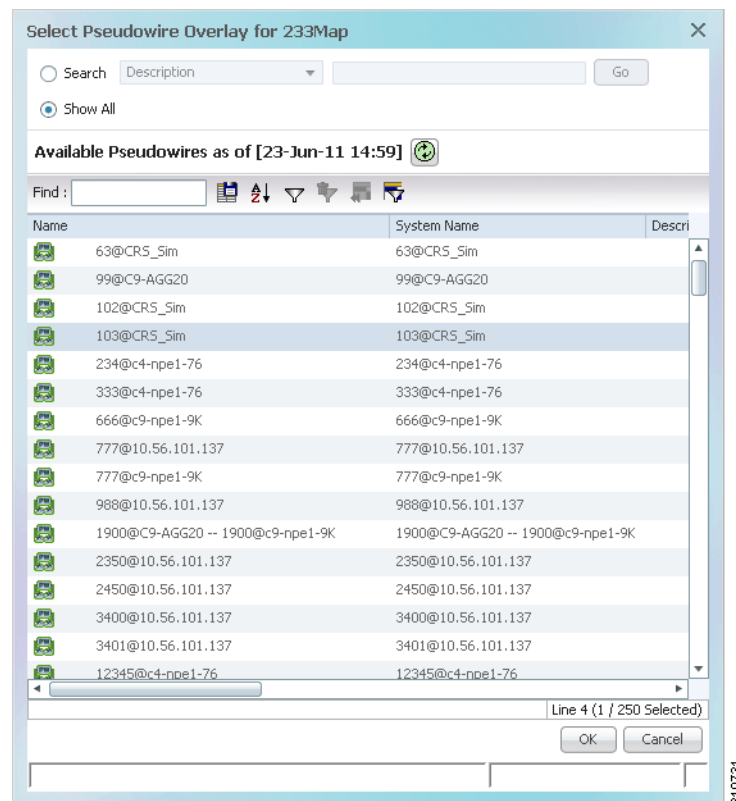 Select Pseudowire Overlay for 233Map
Search Description Go
Show All
Available Pseudowires as of [23-Jun-11 14:59]
Find :
Name System Name Descri
63@CRS_Sim 63@CRS_Sim
99@C9-AGG20 99@C9-AGG20
102@CRS_Sim 102@CRS_Sim
103@CRS_Sim 103@CRS_Sim
234@c4-npe1-76 234@c4-npe1-76
333@c4-npe1-76 333@c4-npe1-76
666@c9-npe1-9K 666@c9-npe1-9K
777@10.56.101.137 777@10.56.101.137
777@c9-npe1-9K 777@c9-npe1-9K
988@10.56.101.137 988@10.56.101.137
1900@C9-AGG20 -- 1900@c9-npe1-9K 1900@C9-AGG20 -- 1900@c9-npe1-9K
2350@10.56.101.137 2350@10.56.101.137
2450@10.56.101.137 2450@10.56.101.137
3400@10.56.101.137 3400@10.56.101.137
3401@10.56.101.137 3401@10.56.101.137
12345@c4-npe1-76 12345@c4-npe1-76
Line 4 (1 / 250 Selected)
OK Cancel